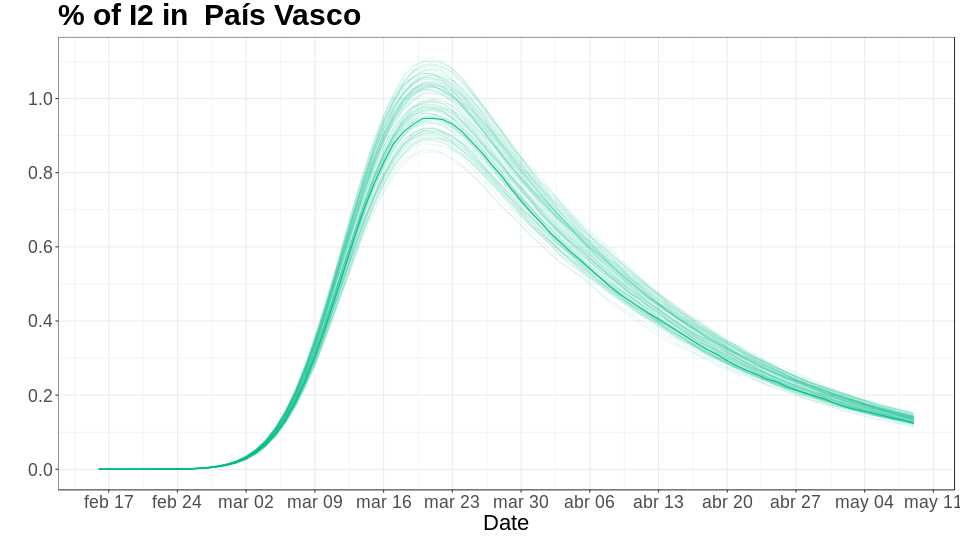 % of I2 in  País Vasco
1.0
0.8
0.6
0.4
0.2
0.0
feb 17 feb 24 mar 02 mar 09 mar 16 mar 23 mar 30 abr 06 abr 13 abr 20 abr 27 may 04 may 11
Date